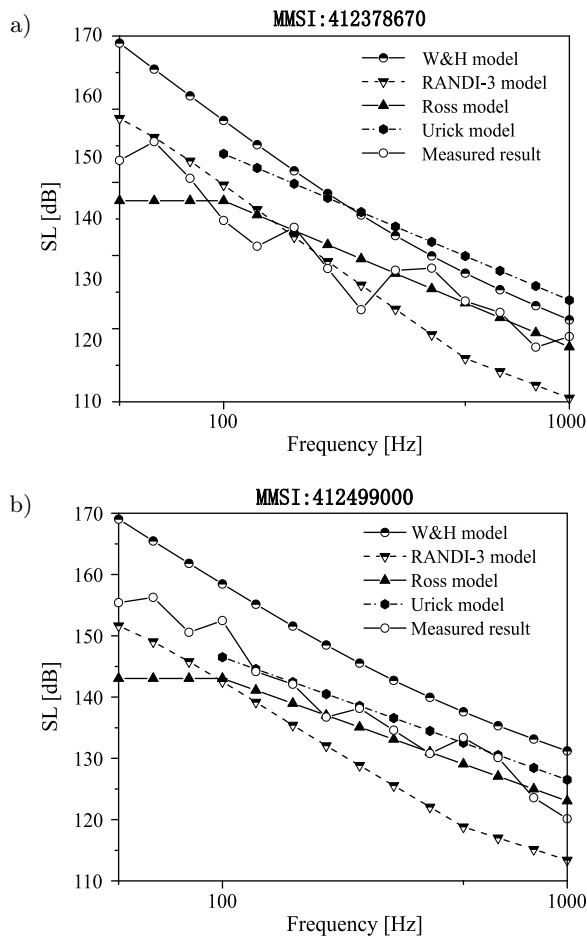 a)
MMSI:412378670
170
160
150
140
130
120
110
SL [dB]
W&H model
RANDI-3 model
Ross model
Urick model
Measured result
100
1000
Frequency [Hz]
b)
MMSI:412499000
170
160
150
140
130
120
110
SL [dB]
W&H model
RANDI-3 model
Ross model
Urick model
Measured result
100
1000
Frequency [Hz]